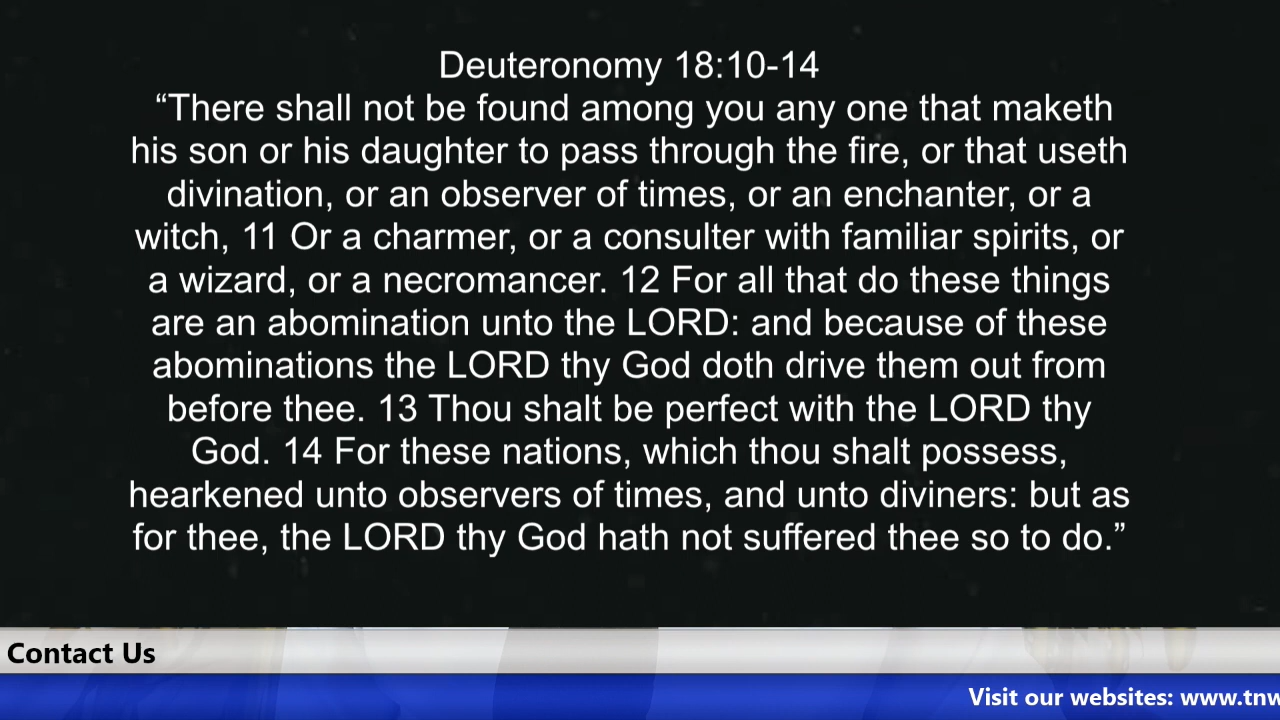 Deuteronomy 18:10-14
“There shall not be found among you any one that maketh
his son or his daughter to pass through the fire, or that useth
divination, or an observer of times, or an enchanter, or a
witch, 11 Or a charmer, or a consulter with familiar spirits, or
a wizard, or a necromancer. 12 For all that do these things
are an abomination unto the LORD: and because of these
abominations the LORD thy God doth drive them out from
before thee. 13 Thou shalt be perfect with the LORD thy
God. 14 For these nations, which thou shalt possess,
hearkened unto observers of times, and unto diviners: but as
for thee, the LORD thy God hath not suffered thee so to do.”
Contact Us
Visit our websites: www.tnw